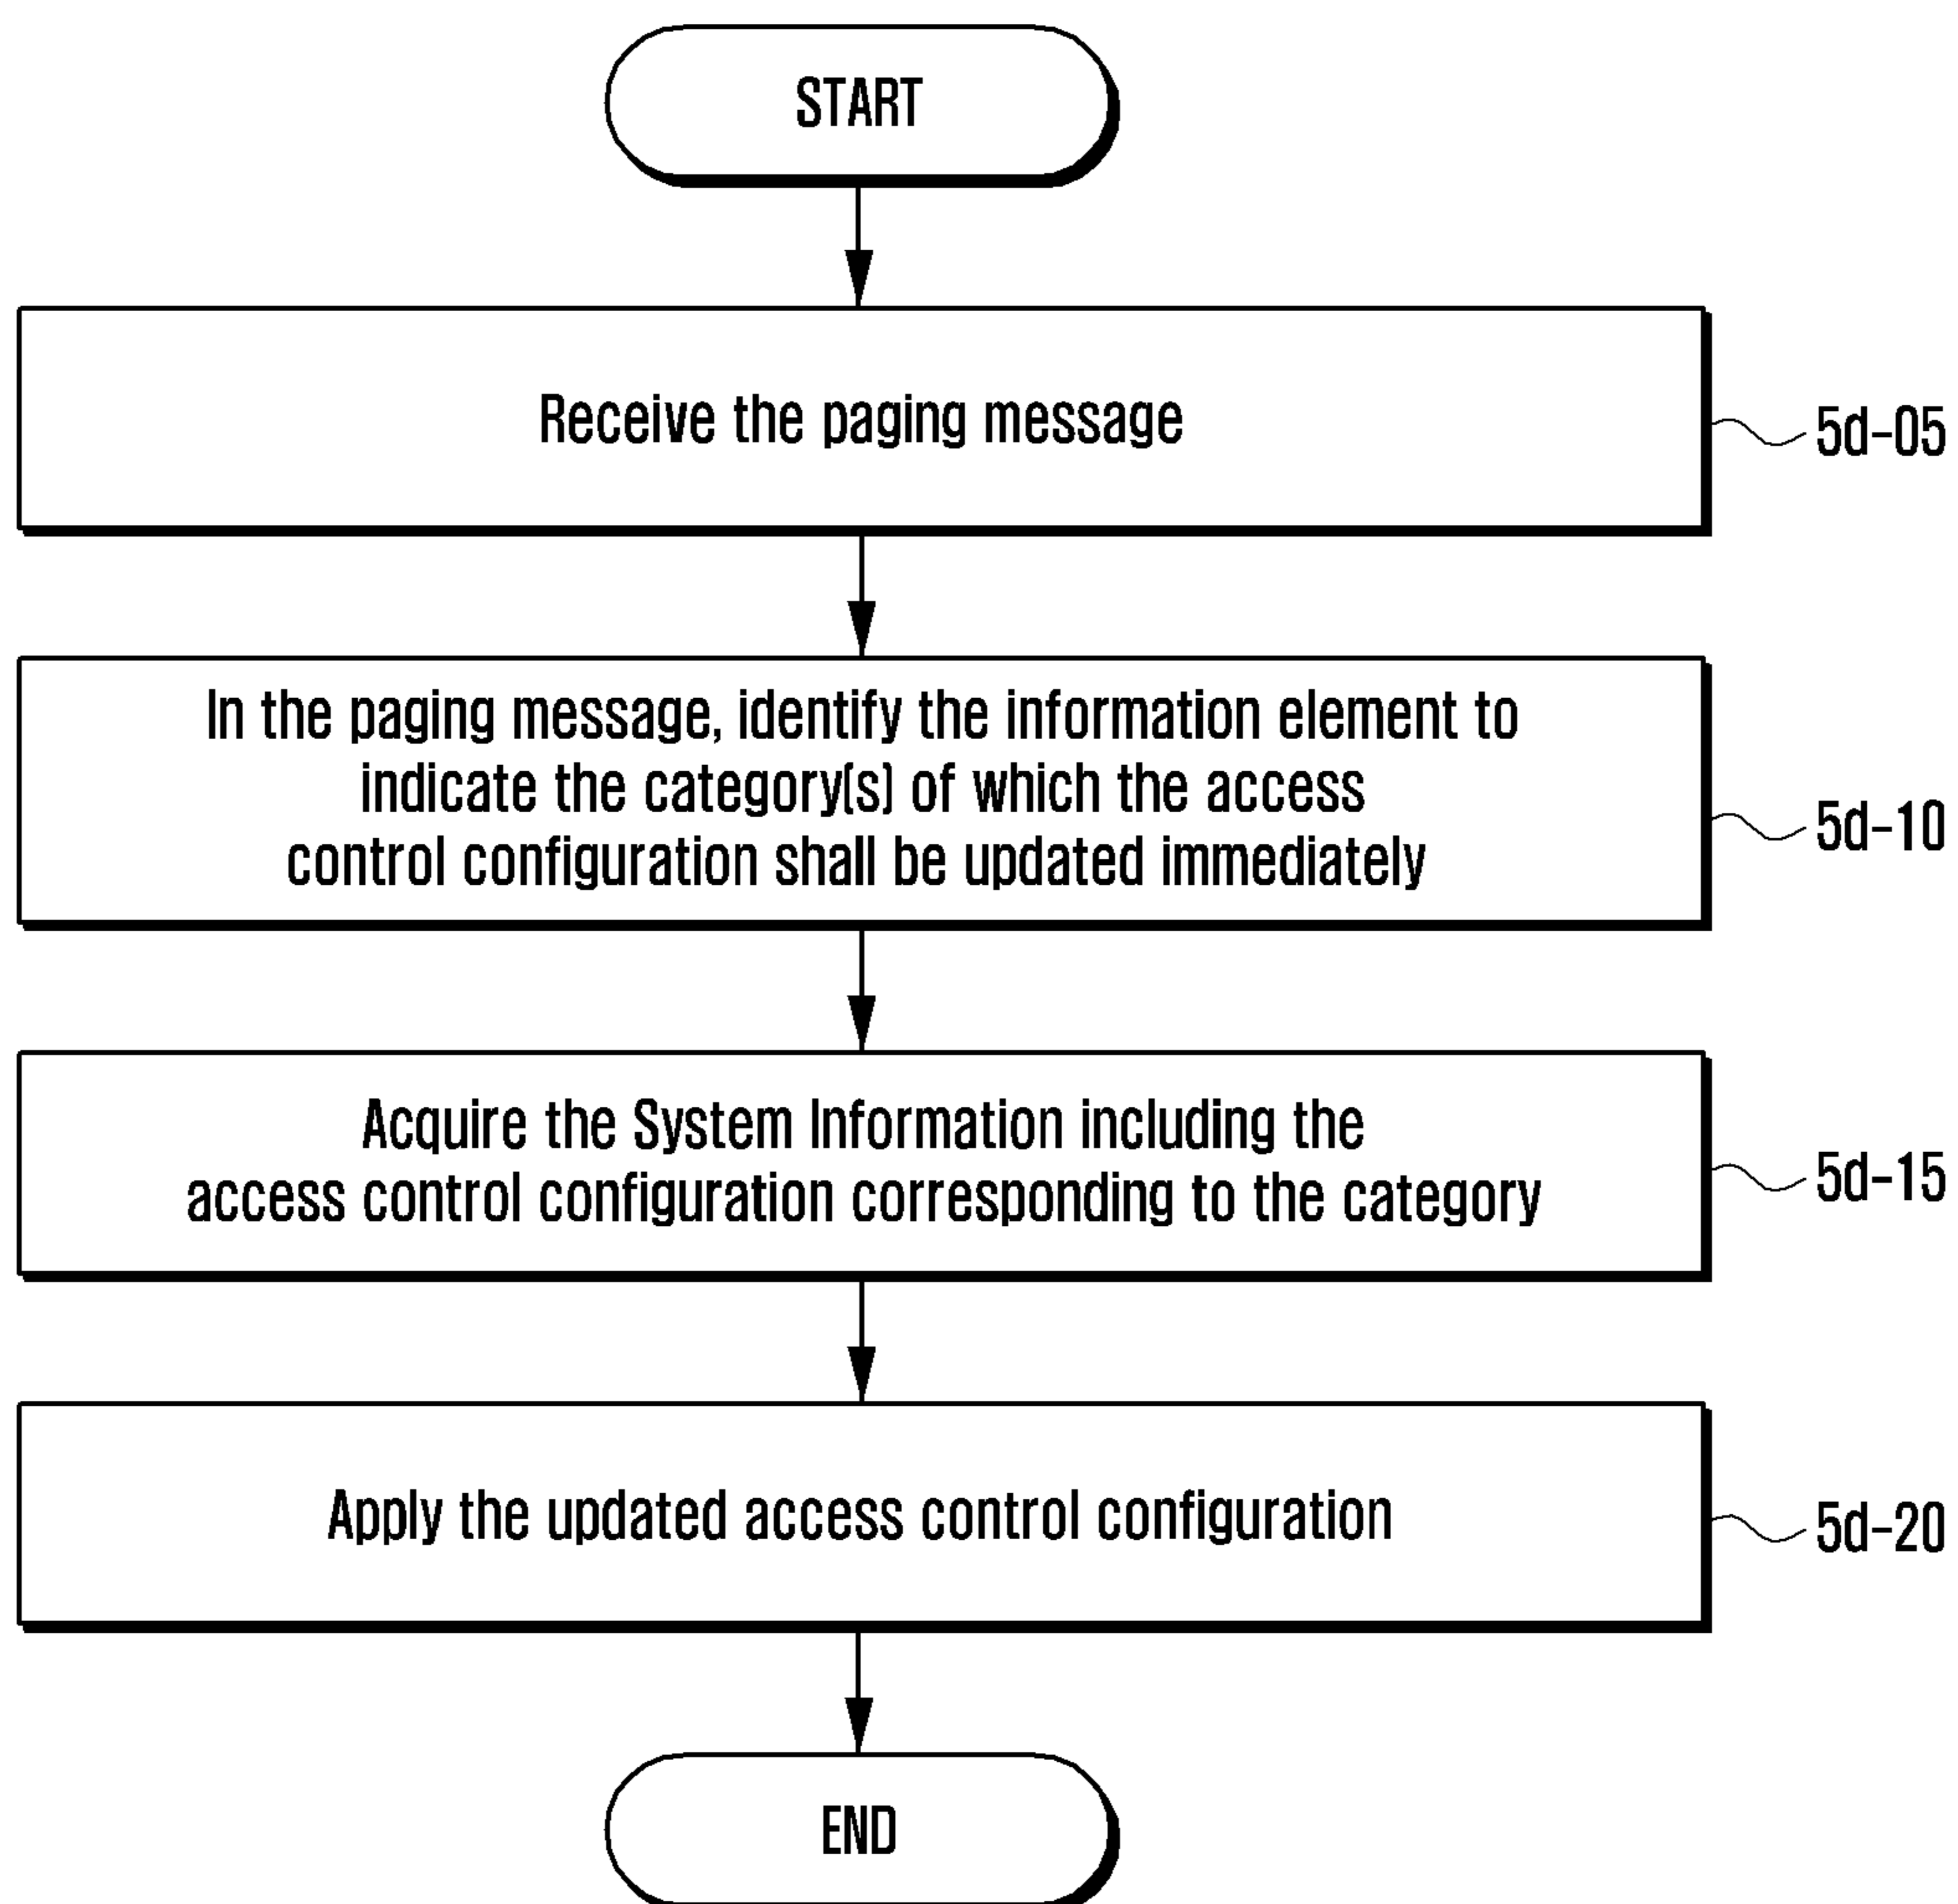 START
Receive the paging message
5d-05
In the paging message, identify the information element to
indicate the category(s) of which the access
control configuration shall be updated immediately
5d-10
Acquire the System Information including the
access control configuration corresponding to the category
5d-15
Apply the updated access control configuration
5d-20
END